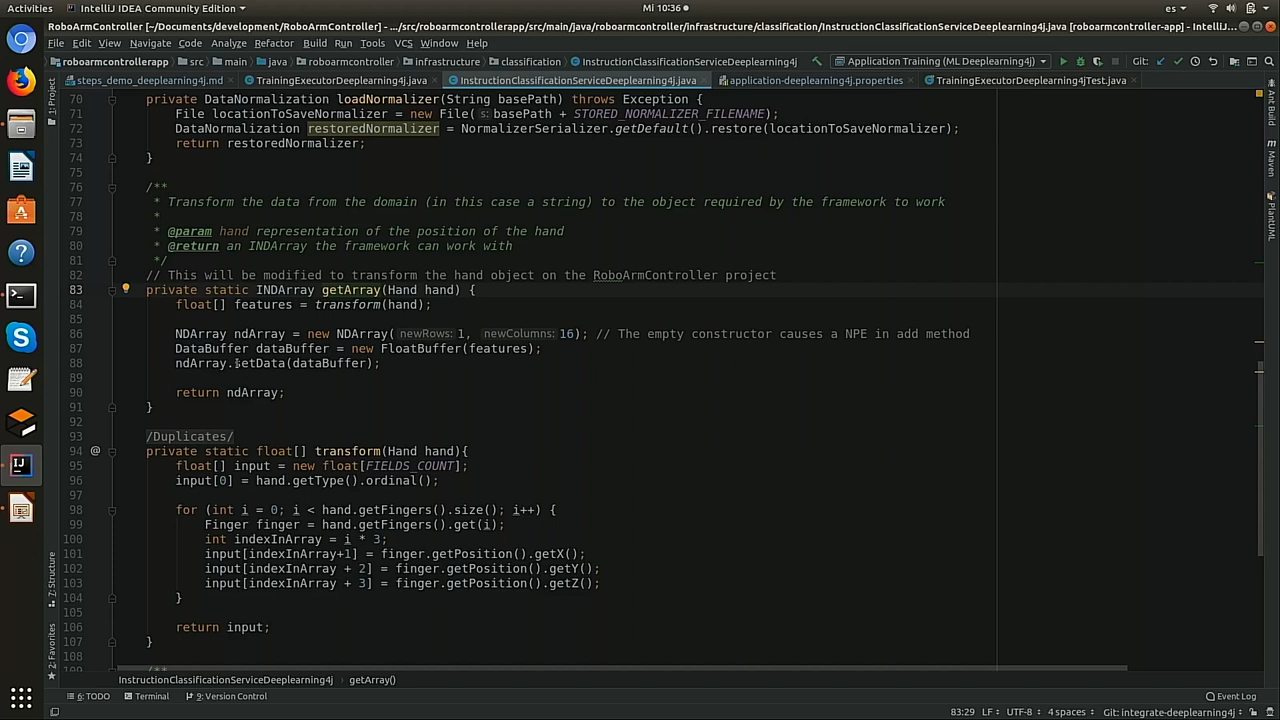 Activities
IntelliJ IDEA Community Edition
Mi 10:36
es
RoboArmController [~/Documents/development/RoboArmController] - .../src/roboarmcontrollerapp/src/main/java/roboarmcontroller/infrastructure/classification/InstructionClassificationServiceDeeplearning4j.java [roboarmcontroller-app] - IntelliJ
File Edit View Navigate Code Analyze Refactor Build Run Tools VCS Window Help
roboarmcontrollerapp src main java roboarmcontroller infrastructure classification InstructionClassificationServiceDeeplearning4j
Application Training (ML Deeplearning4j) Git:
steps_demo_deeplearning4j.md TrainingExecutorDeeplearning4j.java InstructionClassificationServiceDeeplearning4j.java application-deeplearning4j.properties TrainingExecutorDeeplearning4jTest.java
1: Project
7: Structure
2: Favorites
Ant Build
Maven
PlantUML
70 private DataNormalization loadNormalizer(String basePath) throws Exception {
71 File locationToSaveNormalizer = new File( s: basePath + STORED_NORMALIZER_FILENAME);
72 DataNormalization restoredNormalizer = NormalizerSerializer.getDefault().restore(locationToSaveNormalizer);
73 return restoredNormalizer;
74 }
75
76 /**
77 * Transform the data from the domain (in this case a string) to the object required by the framework to work
78 *
79 * @param hand representation of the position of the hand
80 * @return an INDArray the framework can work with
81 */
82 // This will be modified to transform the hand object on the RoboArmController project
83 private static INDArray getArray(Hand hand) {
84 float[] features = transform(hand);
85
86 NDArray ndArray = new NDArray( newRows: 1, newColumns: 16); // The empty constructor causes a NPE in add method
87 DataBuffer dataBuffer = new FloatBuffer(features);
88 ndArray.setData(dataBuffer);
89
90 return ndArray;
91 }
92
93 /Duplicates/
94 @ private static float[] transform(Hand hand){
95 float[] input = new float[FIELDS_COUNT];
96 input[0] = hand.getType().ordinal();
97
98 for (int i = 0; i < hand.getFingers().size(); i++) {
99 Finger finger = hand.getFingers().get(i);
100 int indexInArray = i * 3;
101 input[indexInArray+1] = finger.getPosition().getX();
102 input[indexInArray + 2] = finger.getPosition().getY();
103 input[indexInArray + 3] = finger.getPosition().getZ();
104 }
105
106 return input;
107 }
108
109 /**
InstructionClassificationServiceDeeplearning4j getArray()
6: TODO Terminal 9: Version Control Event Log
83:29 LF UTF-8 4 spaces Git: integrate-deeplearning4j